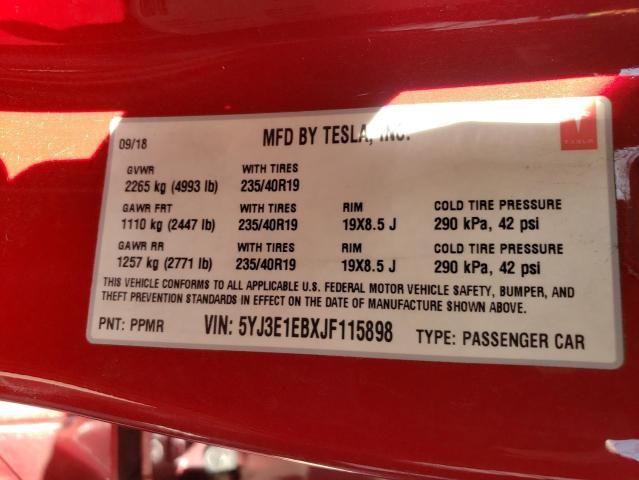 09/18
MFD BY TESLA, INC.
TESLA
GVWR WITH TIRES
2265 kg (4993 lb) 235/40R19
GAWR FRT WITH TIRES RIM COLD TIRE PRESSURE
1110 kg (2447 lb) 235/40R19 19X8.5 J 290 kPa, 42 psi
GAWR RR WITH TIRES RIM COLD TIRE PRESSURE
1257 kg (2771 lb) 235/40R19 19X8.5 J 290 kPa, 42 psi
THIS VEHICLE CONFORMS TO ALL APPLICABLE U.S. FEDERAL MOTOR VEHICLE SAFETY, BUMPER, AND
THEFT PREVENTION STANDARDS IN EFFECT ON THE DATE OF MANUFACTURE SHOWN ABOVE.
PNT: PPMR VIN: 5YJ3E1EBXJF115898 TYPE: PASSENGER CAR